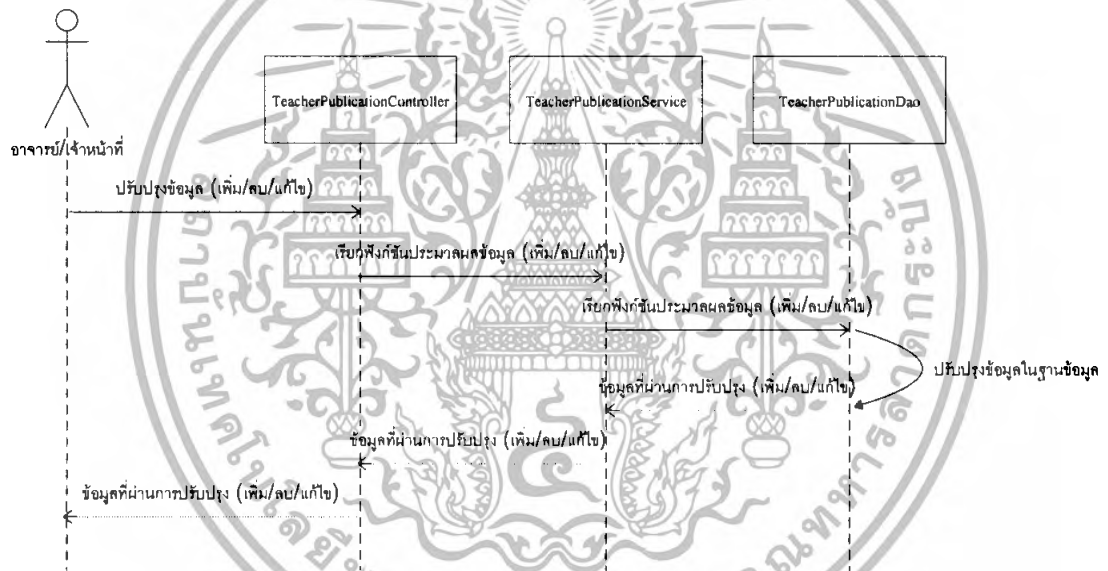 TeacherPublicationController
TeacherPublicationService
TeacherPublicationDao
อาจารย์/เจ้าหน้าที่
ปรับปรุงข้อมูล (เพิ่ม/ลบ/แก้ไข)
เรียกฟังก์ชันประมวลผลข้อมูล (เพิ่ม/ลบ/แก้ไข)
เรียกฟังก์ชันประมวลผลข้อมูล (เพิ่ม/ลบ/แก้ไข)
ปรับปรุงข้อมูลในฐานข้อมูล
ข้อมูลที่ผ่านการปรับปรุง (เพิ่ม/ลบ/แก้ไข)
ข้อมูลที่ผ่านการปรับปรุง (เพิ่ม/ลบ/แก้ไข)
ข้อมูลที่ผ่านการปรับปรุง (เพิ่ม/ลบ/แก้ไข)